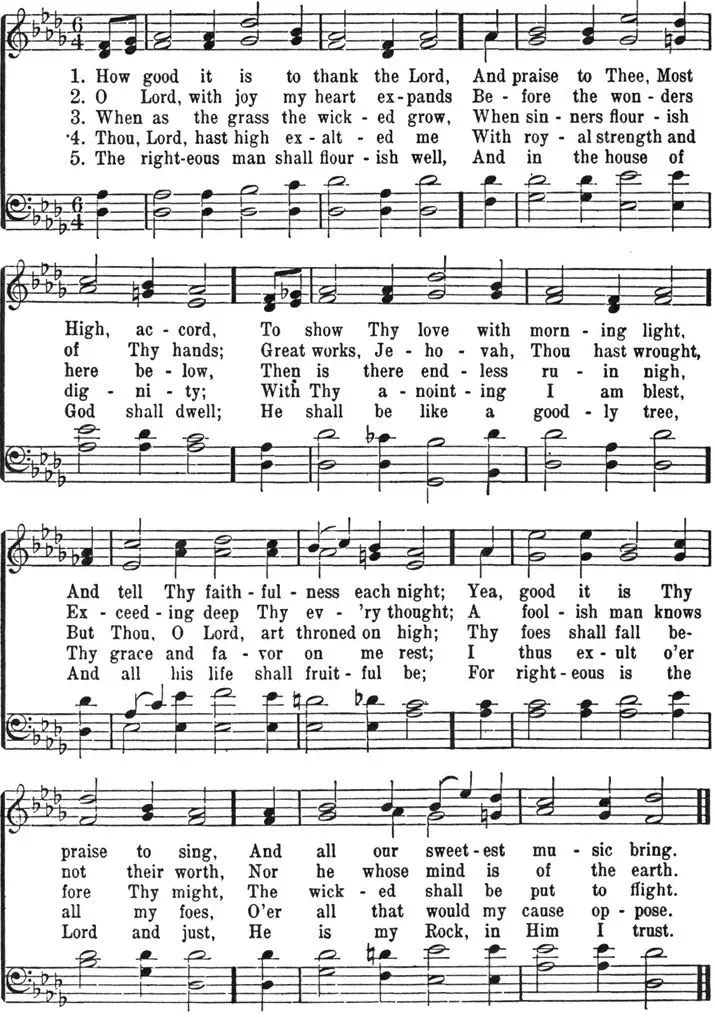 6 4
1. How good it is to thank the Lord, And praise to Thee, Most
2. O Lord, with joy my heart ex-pands Be - fore the won - ders
3. When as the grass the wick - ed grow, When sin - ners flour - ish
4. Thou, Lord, hast high ex - alt - ed me With roy - al strength and
5. The right-eous man shall flour - ish well, And in the house of
6 4
High, ac - cord, To show Thy love with morn - ing light,
of Thy hands; Great works, Je - ho - vah, Thou hast wrought,
here be - low, Then is there end - less ru - in nigh,
dig - ni - ty; With Thy a - noint - ing I am blest,
God shall dwell; He shall be like a good - ly tree,
And tell Thy faith - ful - ness each night; Yea, good it is Thy
Ex - ceed - ing deep Thy ev - 'ry thought; A fool - ish man knows
But Thou, O Lord, art throned on high; Thy foes shall fall be-
Thy grace and fa - vor on me rest; I thus ex - ult o'er
And all his life shall fruit - ful be; For right - eous is the
praise to sing, And all our sweet - est mu - sic bring.
not their worth, Nor he whose mind is of the earth.
fore Thy might, The wick - ed shall be put to flight.
all my foes, O'er all that would my cause op - pose.
Lord and just, He is my Rock, in Him I trust.